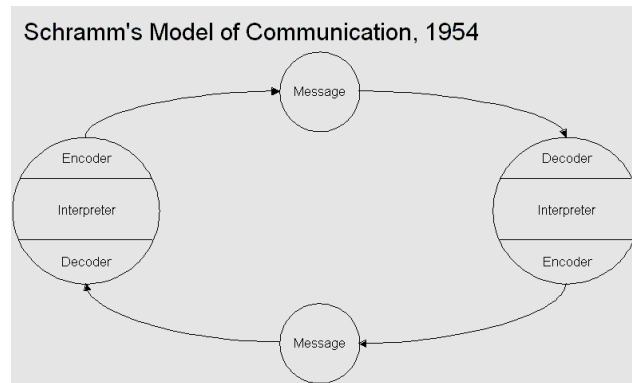 Schramm's Model of Communication, 1954
Message
Encoder
Interpreter
Decoder
Decoder
Interpreter
Encoder
Message